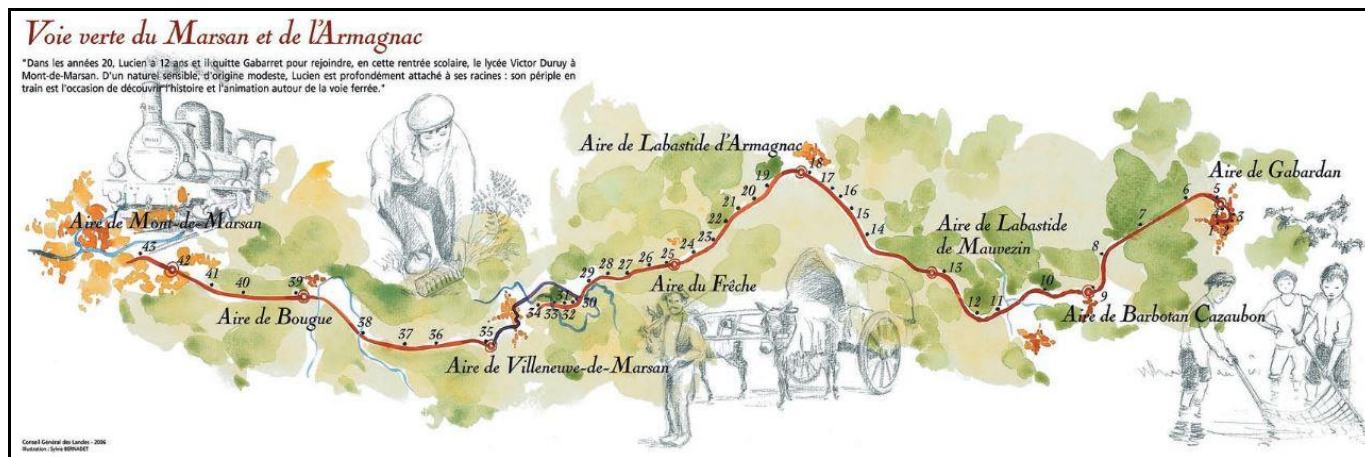 Voie verte du Marsan et de l'Armagnac
"Dans les années 20, Lucien a 12 ans et il quitte Gabarret pour rejoindre, en cette rentrée scolaire, le lycée Victor Duruy à
Mont-de-Marsan. D'un naturel sensible, d'origine modeste, Lucien est profondément attaché à ses racines : son périple en
train est l'occasion de découvrir l'histoire et l'animation autour de la voie ferrée."
Aire de Labastide d'Armagnac
18
17
19
20
16
21
15
22
14
23
Aire de Gabardan
6
5
4
3
2
1
7
8
Aire de Mont-de-Marsan
43
42
41
40
39
Aire de Bougue
38
37
36
35
Aire de Villeneuve-de-Marsan
34
33
32
31
30
29
28
27
26
25
24
Aire du Frêche
Aire de Labastide
de Mauvezin
13
12
11
10
9
Aire de Barbotan Cazaubon
Conseil Général des Landes - 2006
Illustration : Sylvie BERNADET